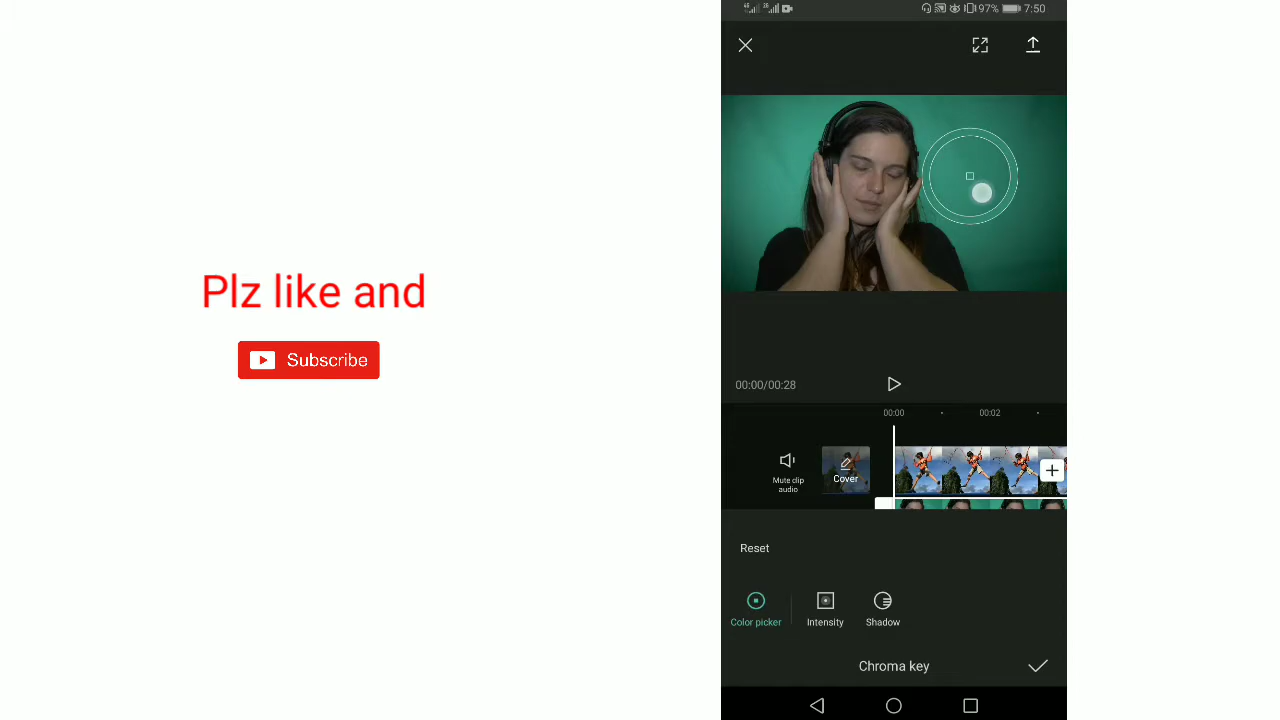 Plz like and
Subscribe
97% 7:50
00:00/00:28
00:00
00:02
Mute clip
audio
Cover
Reset
Color picker
Intensity
Shadow
Chroma key